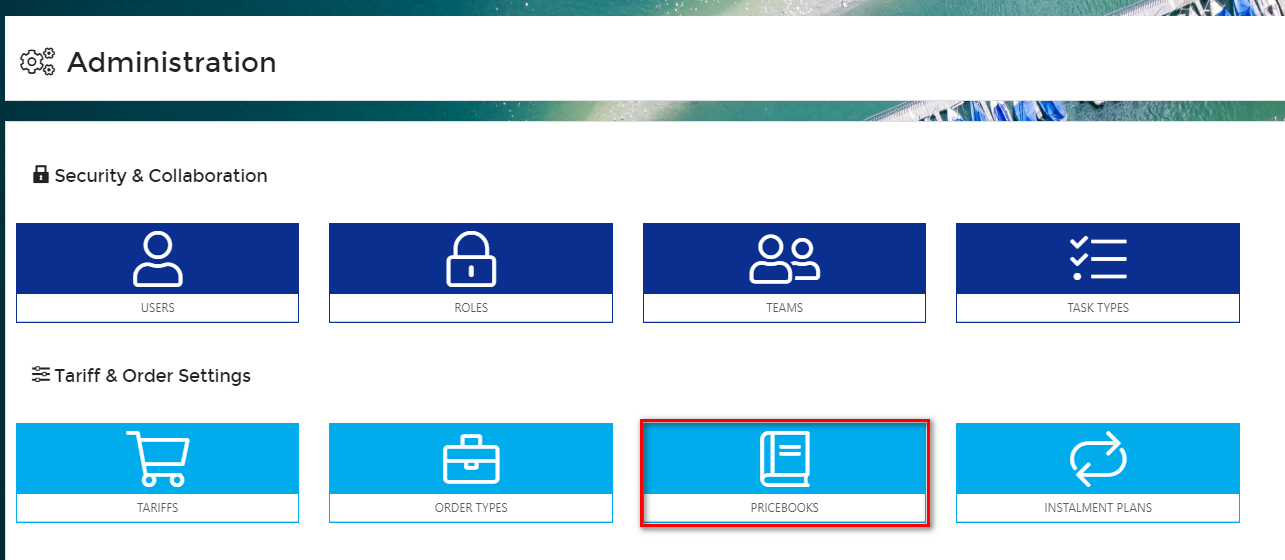 Administration
Security & Collaboration
USERS
ROLES
TEAMS
TASK TYPES
Tariff & Order Settings
TARIFFS
ORDER TYPES
PRICEBOOKS
INSTALMENT PLANS